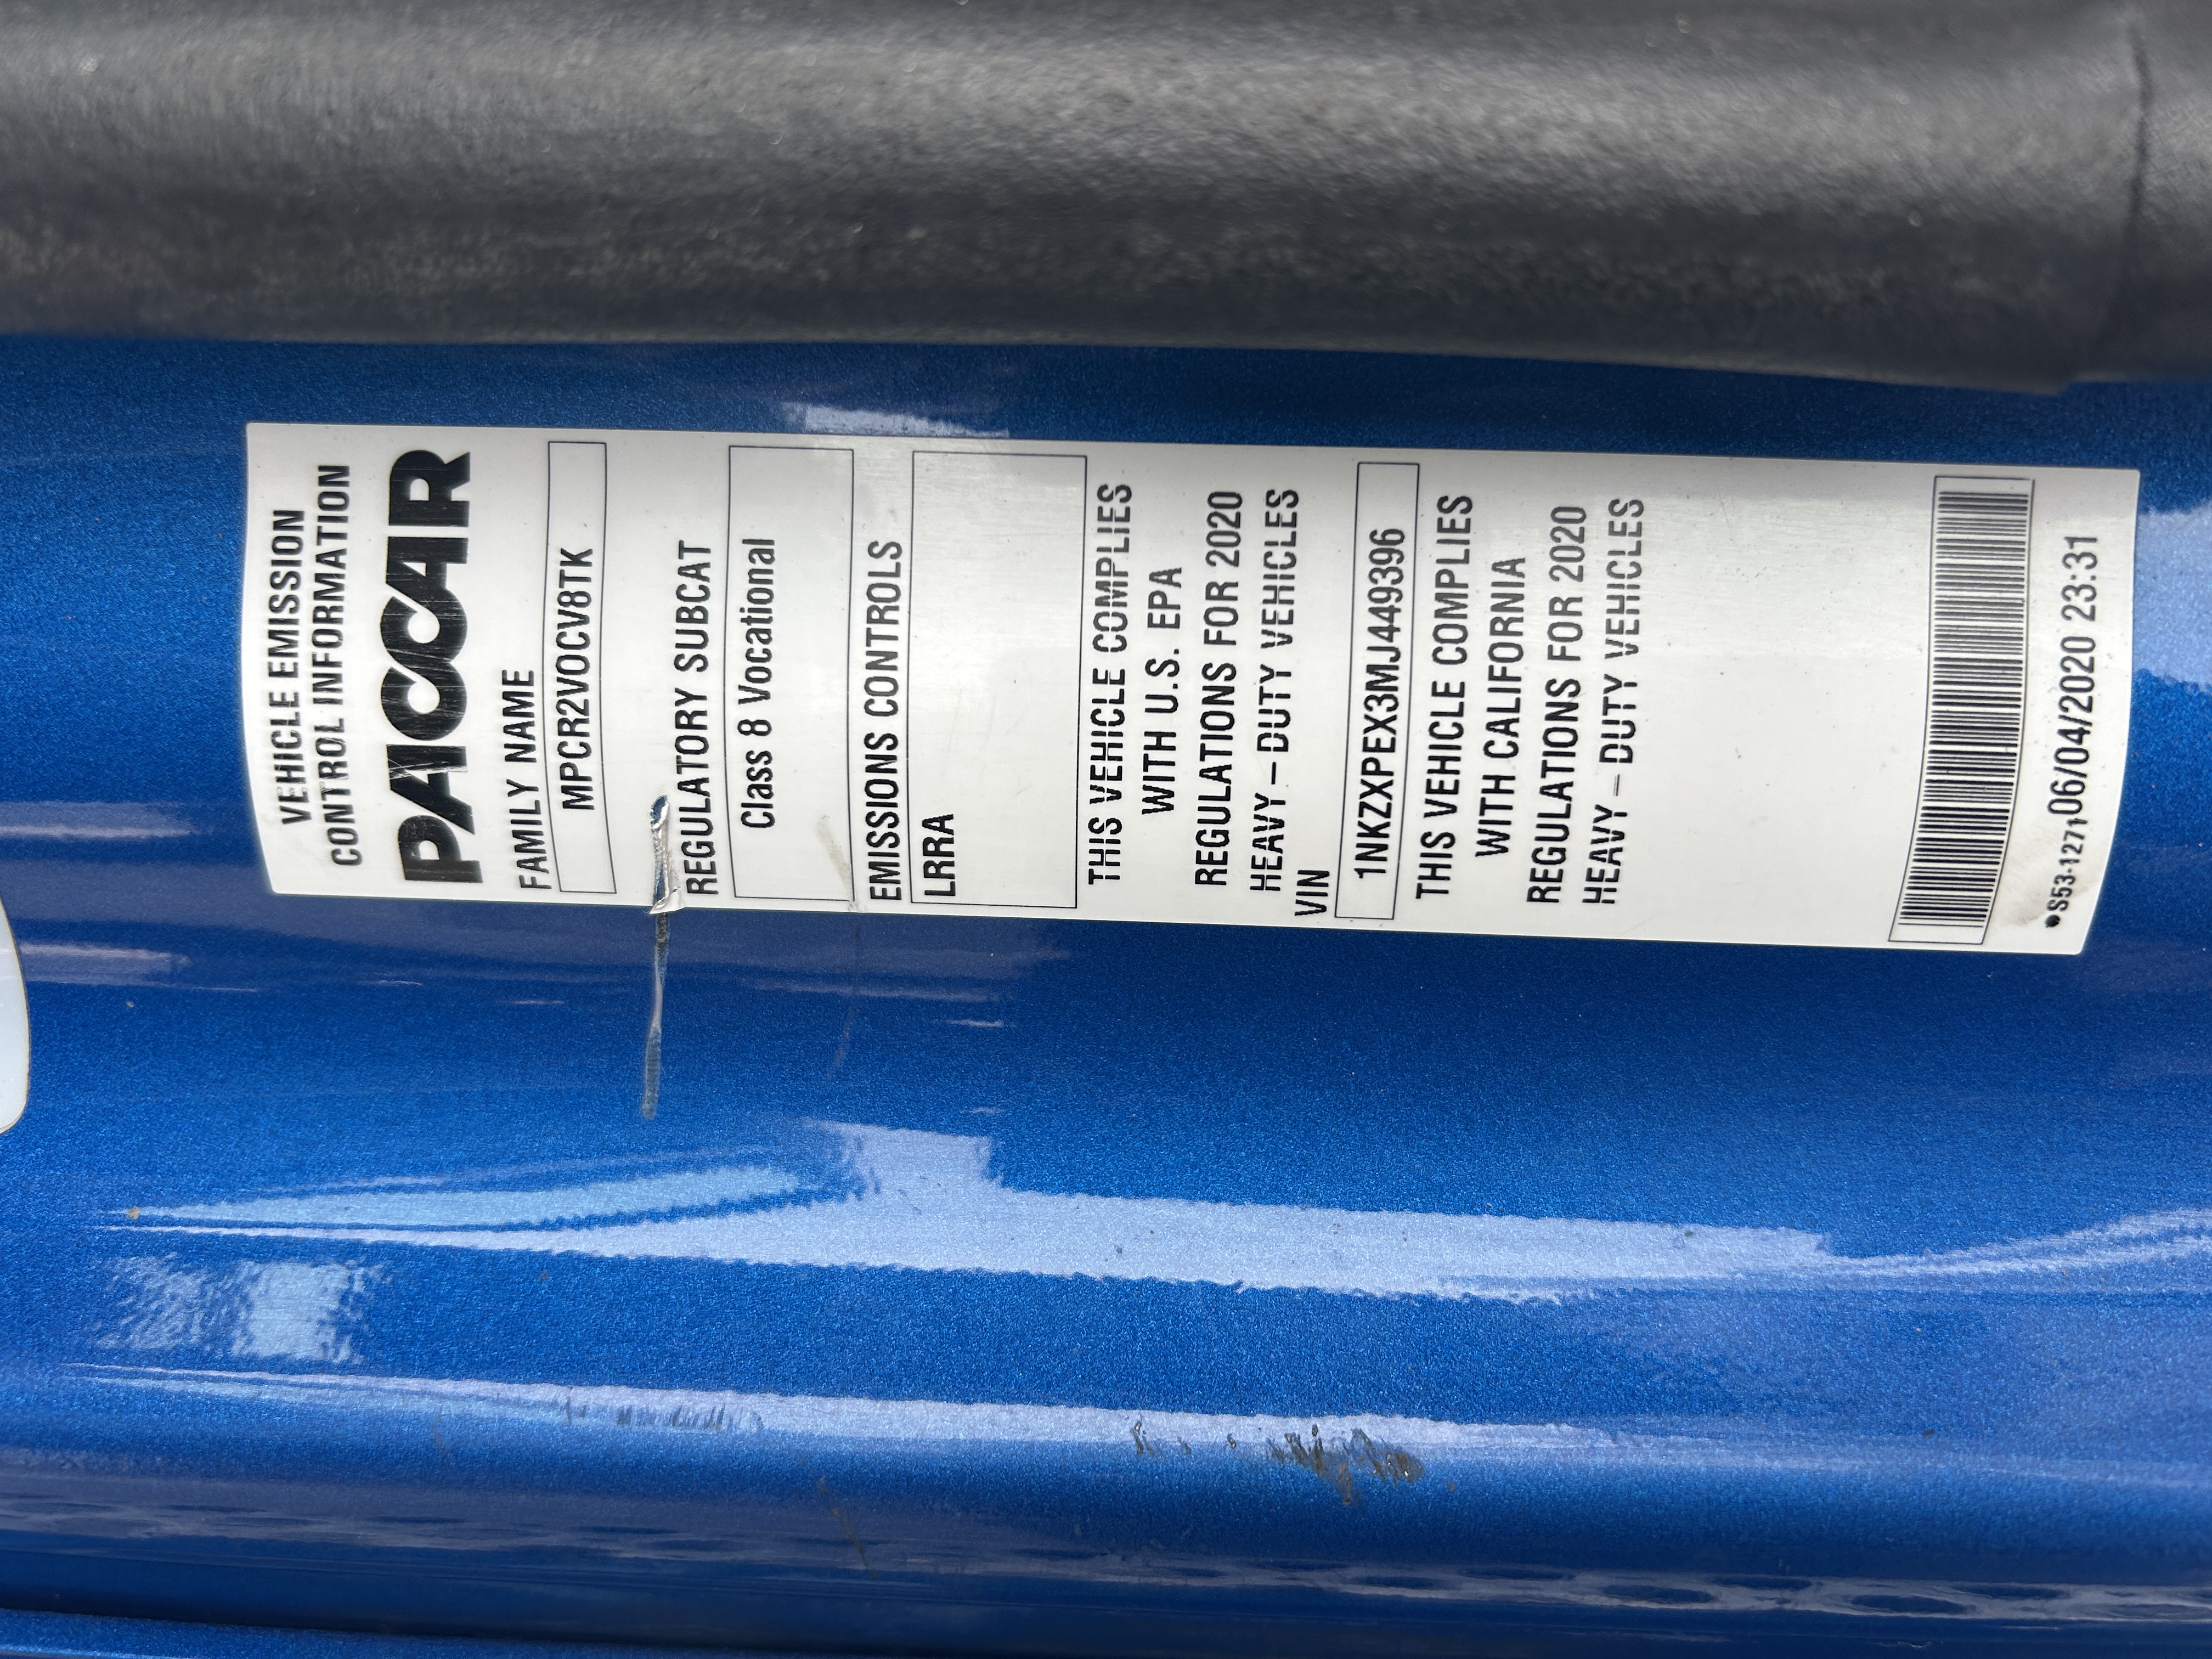 VEHICLE EMISSION
CONTROL INFORMATION
PACCAR
FAMILY NAME
MPCR2VOCV8TK
REGULATORY SUBCAT
Class 8 Vocational
EMISSIONS CONTROLS
LRRA
THIS VEHICLE COMPLIES
WITH U.S. EPA
REGULATIONS FOR 2020
HEAVY-DUTY VEHICLES
VIN
1NKZXPEX3MJ449396
THIS VEHICLE COMPLIES
WITH CALIFORNIA
REGULATIONS FOR 2020
HEAVY-DUTY VEHICLES
•S53-1271 06/04/2020 23:31